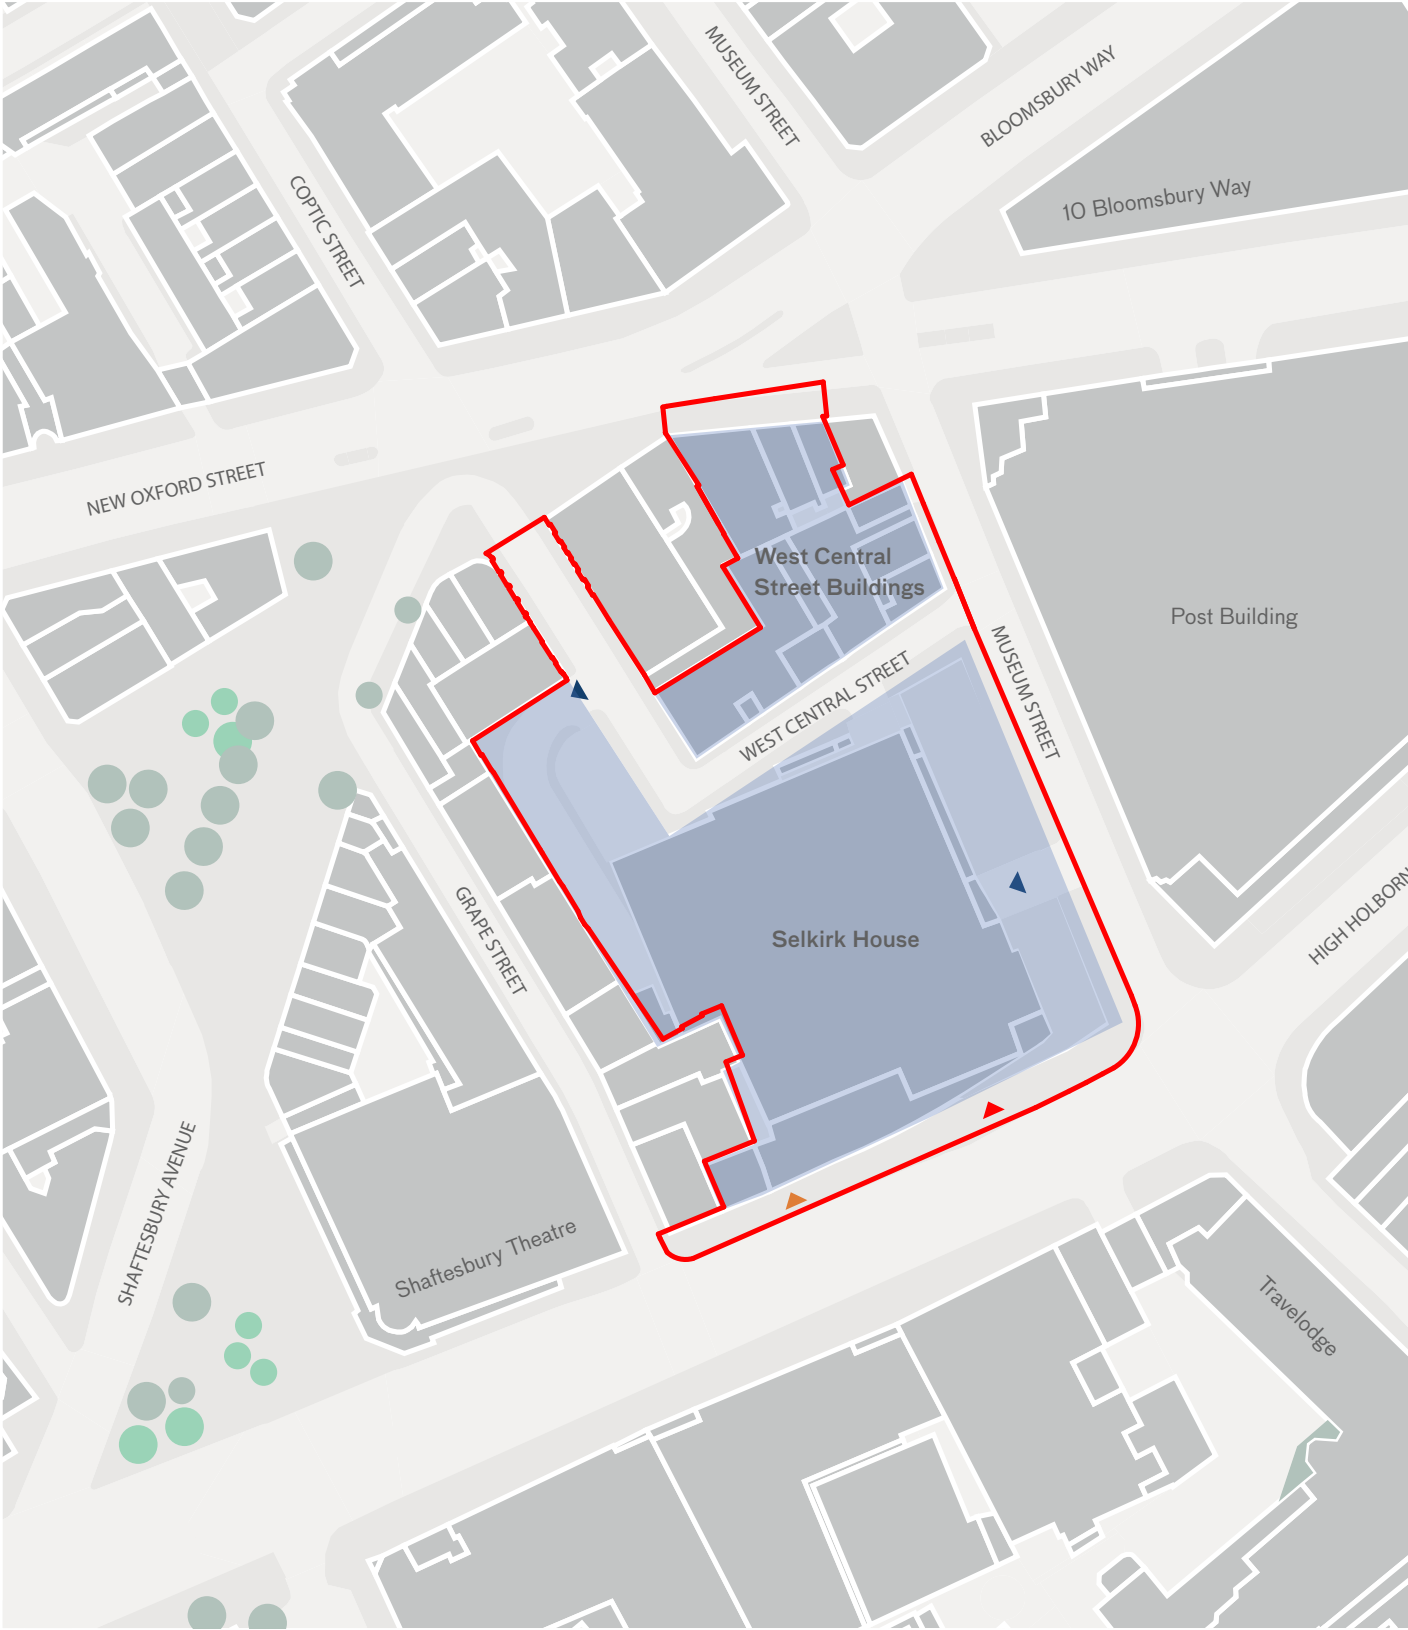 MUSEUM STREET
BLOOMSBURY WAY
10 Bloomsbury Way
COPTIC STREET
NEW OXFORD STREET
West Central
Street Buildings
Post Building
MUSEUM STREET
WEST CENTRAL STREET
HIGH HOLBORN
GRAPE STREET
Selkirk House
SHAFTESBURY AVENUE
Shaftesbury Theatre
Travelodge